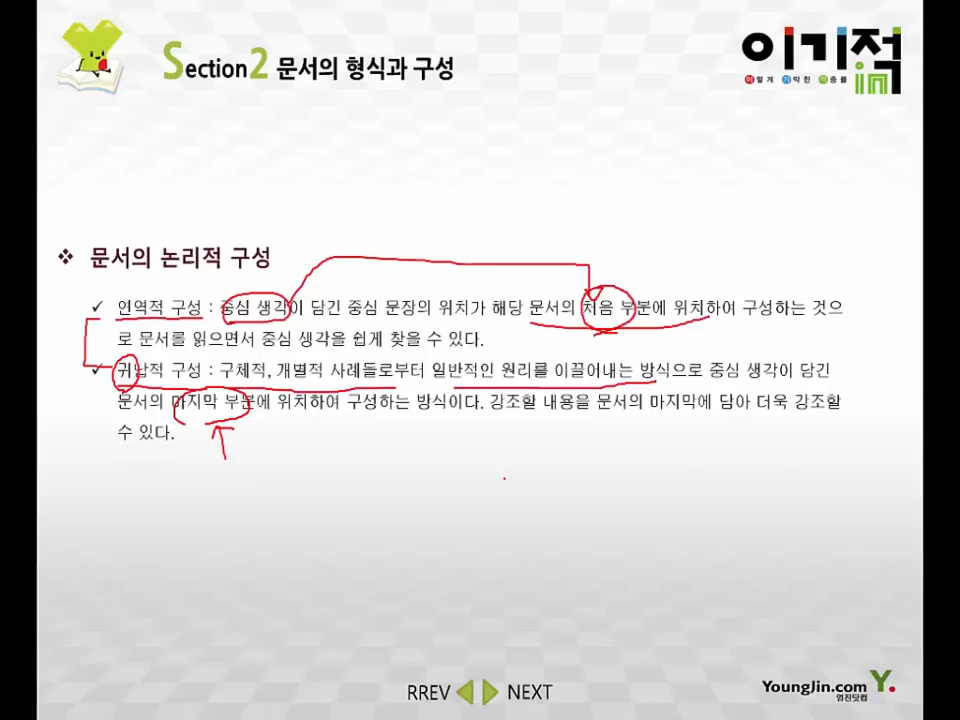 Section2 문서의 형식과 구성
이기적in
이렇게 기막힌 적중률
❖ 문서의 논리적 구성
✓ 연역적 구성 : 중심 생각이 담긴 중심 문장의 위치가 해당 문서의 처음 부분에 위치하여 구성하는 것으
로 문서를 읽으면서 중심 생각을 쉽게 찾을 수 있다.
✓ 귀납적 구성 : 구체적, 개별적 사례들로부터 일반적인 원리를 이끌어내는 방식으로 중심 생각이 담긴
문서의 마지막 부분에 위치하여 구성하는 방식이다. 강조할 내용을 문서의 마지막에 담아 더욱 강조할
수 있다.
RREV NEXT
YoungJin.com Y.
영진닷컴